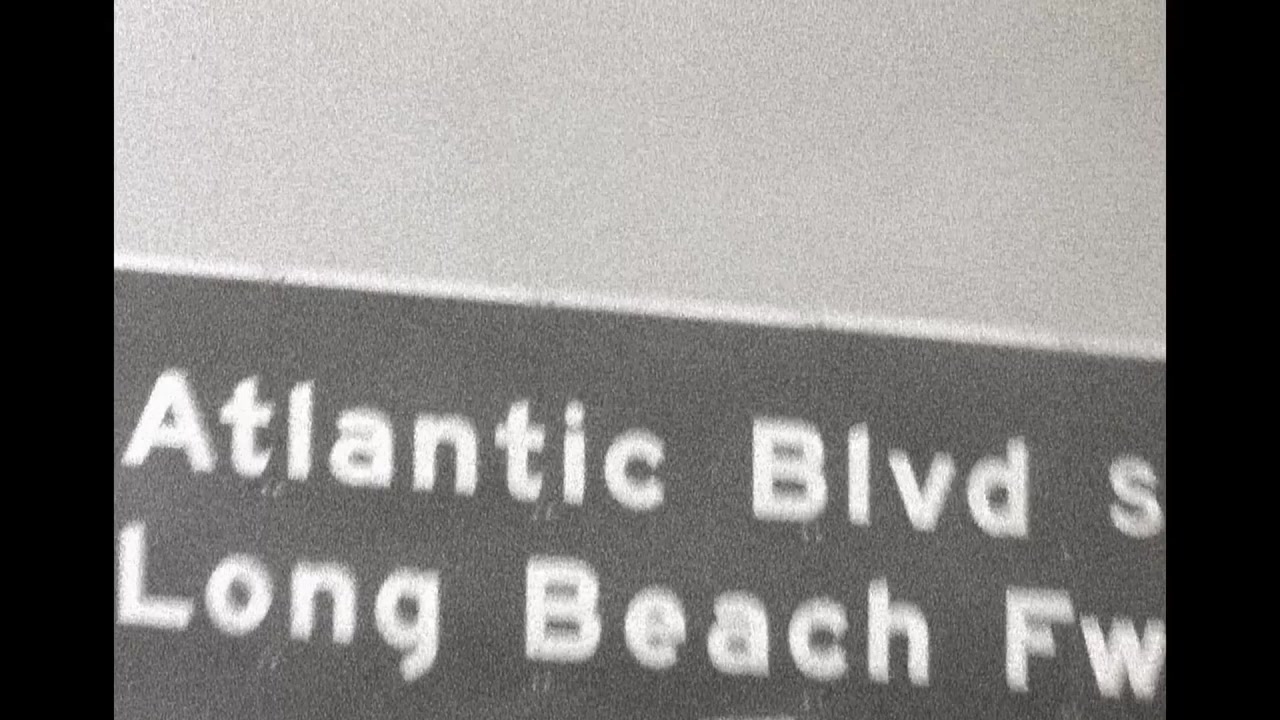 Atlantic Blvd s
Long Beach Fw